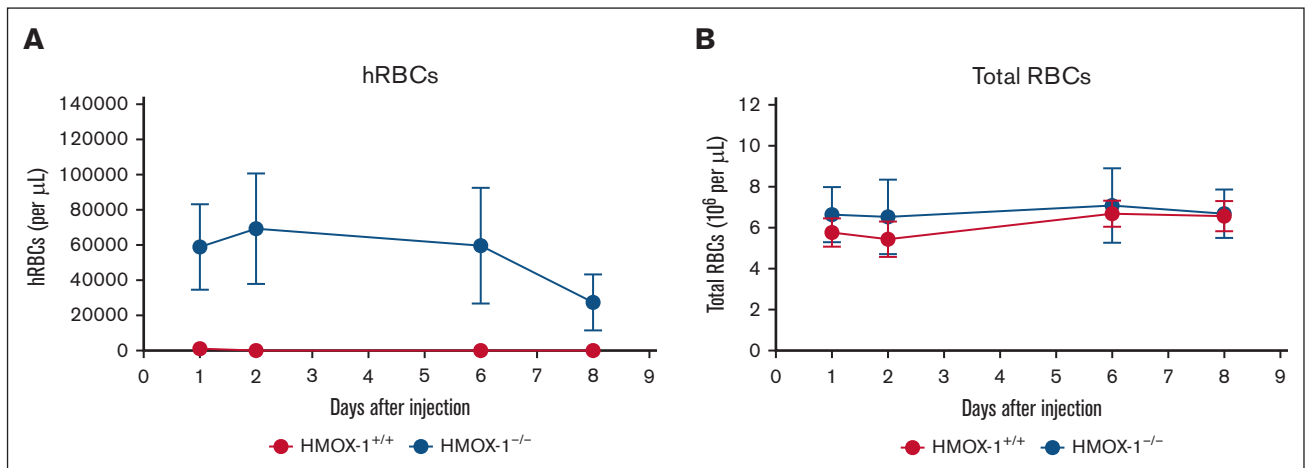 A
hRBCs
hRBCs (per μL)
140000
120000
100000
80000
60000
40000
20000
0
0 1 2 3 4 5 6 7 8 9
Days after injection
HMOX-1+/+ HMOX-1−/−
B
Total RBCs
Total RBCs (10⁶ per μL)
12
10
8
6
4
2
0
0 1 2 3 4 5 6 7 8 9
Days after injection
HMOX-1+/+ HMOX-1−/−